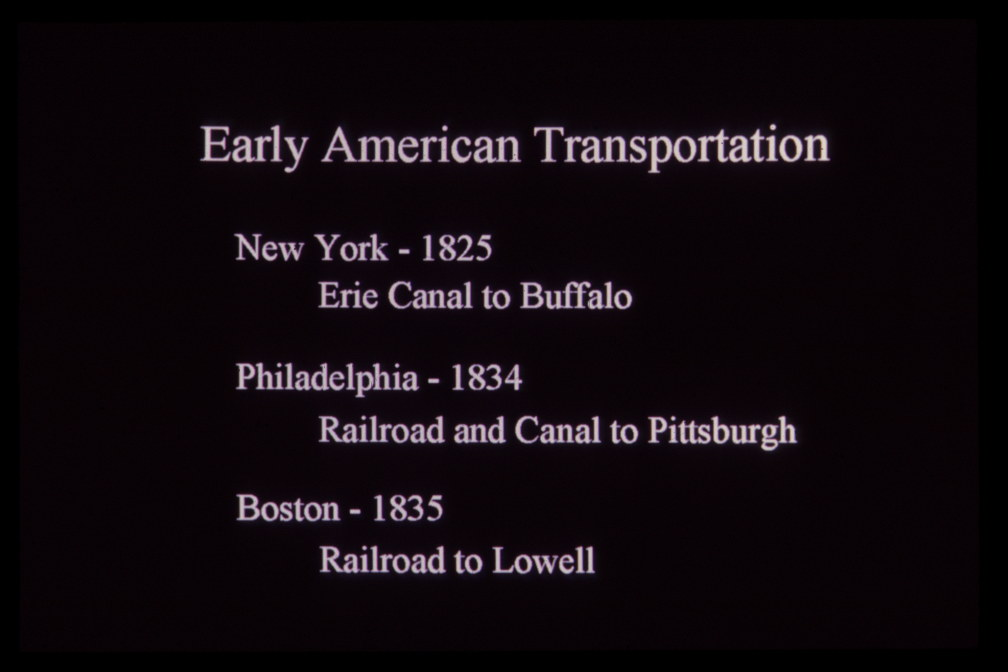 Early American Transportation
New York - 1825
Erie Canal to Buffalo
Philadelphia - 1834
Railroad and Canal to Pittsburgh
Boston - 1835
Railroad to Lowell